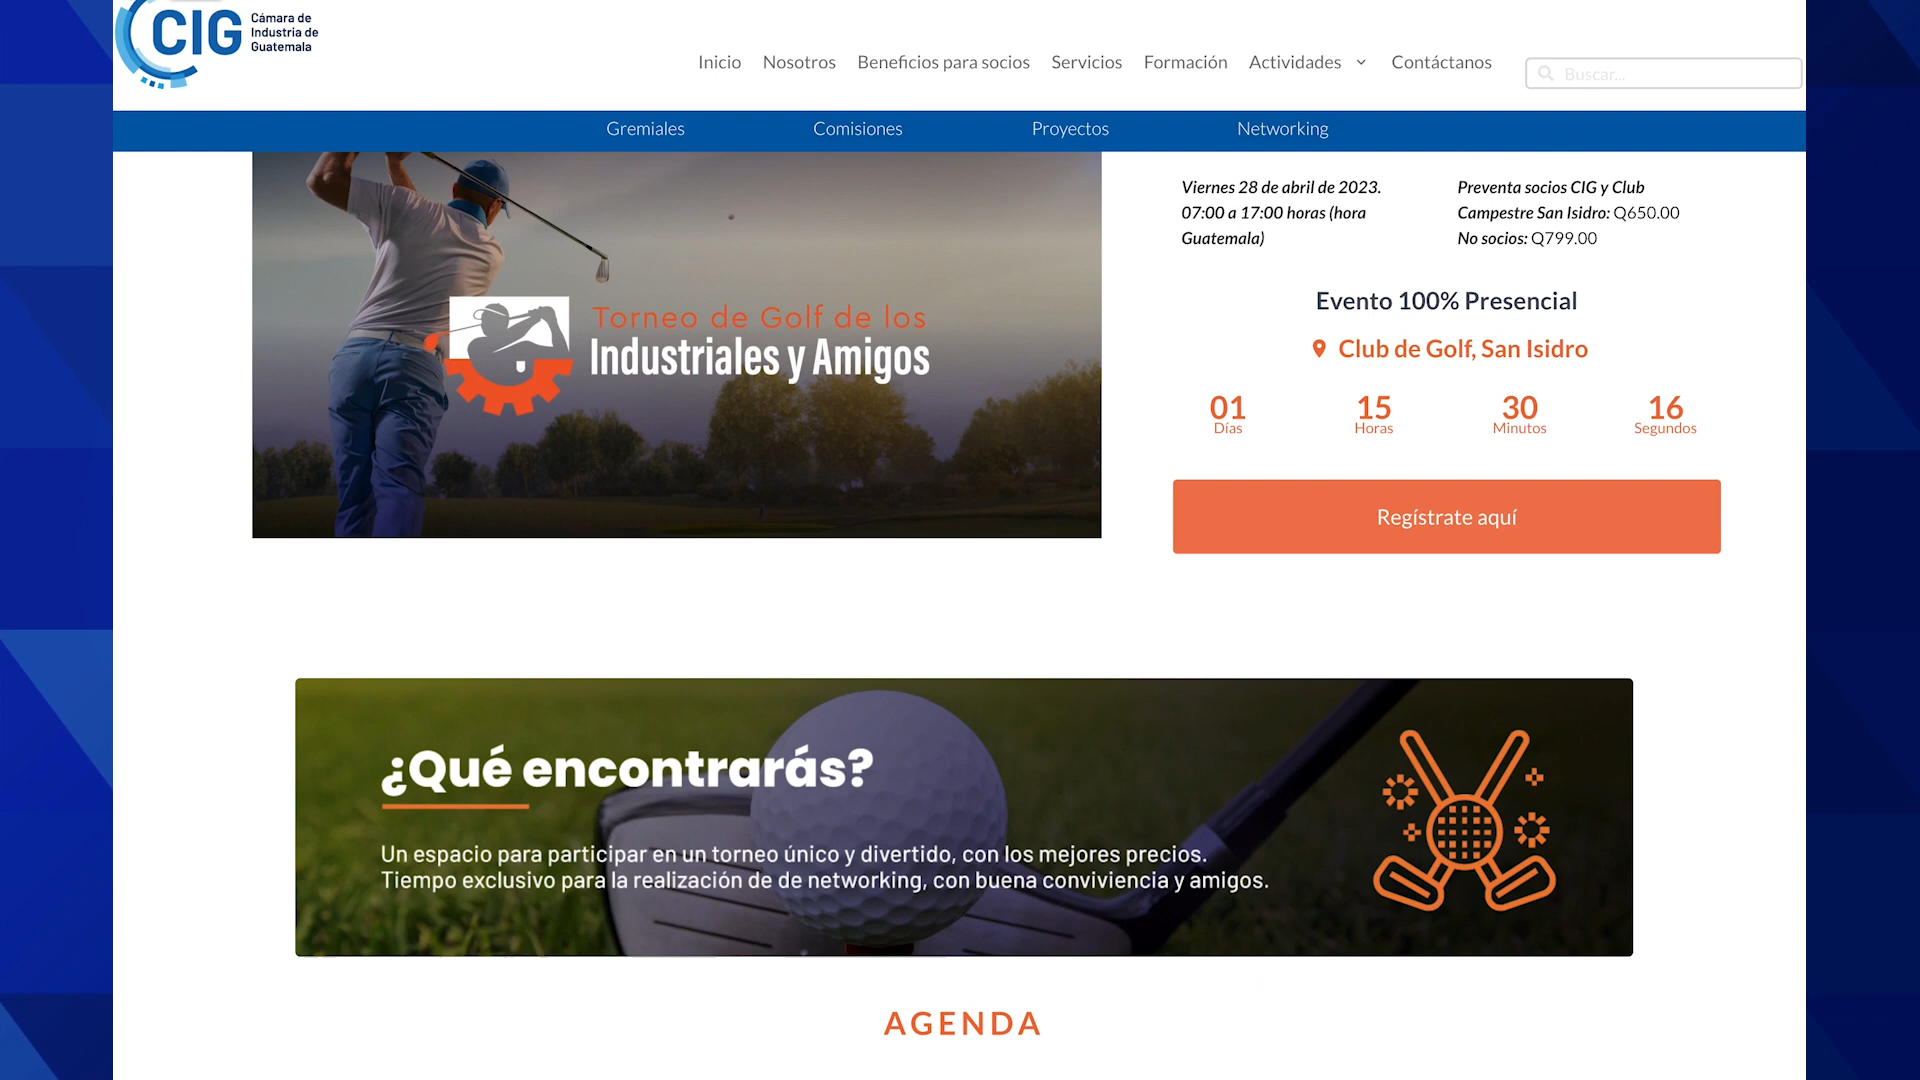 CIG
Cámara de
Industria de
Guatemala
Inicio Nosotros Beneficios para socios Servicios Formación Actividades Contáctanos Buscar...
Gremiales Comisiones Proyectos Networking
Torneo de Golf de los
Industriales y Amigos
Viernes 28 de abril de 2023.
07:00 a 17:00 horas (hora
Guatemala)
Preventa socios CIG y Club
Campestre San Isidro: Q650.00
No socios: Q799.00
Evento 100% Presencial
Club de Golf, San Isidro
01 15 30 16
Días Horas Minutos Segundos
Regístrate aquí
¿Qué encontrarás?
Un espacio para participar en un torneo único y divertido, con los mejores precios.
Tiempo exclusivo para la realización de de networking, con buena conviviencia y amigos.
AGENDA